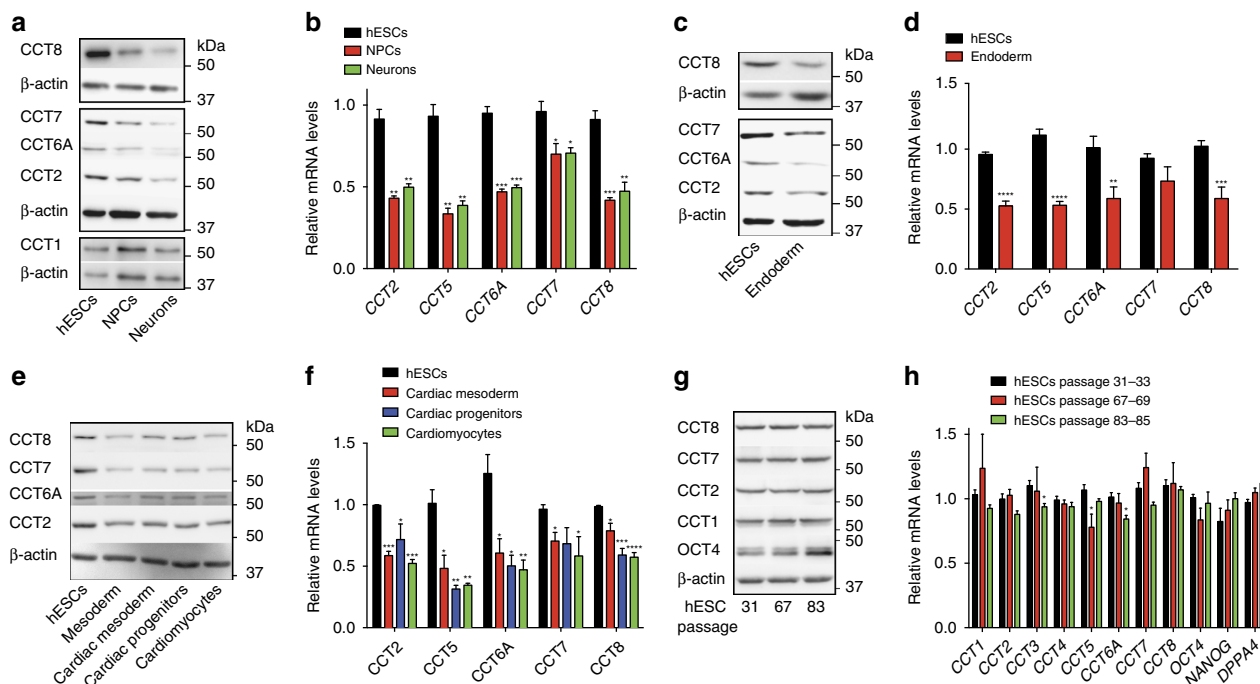 a
CCT8
β-actin
CCT7
CCT6A
CCT2
β-actin
CCT1
β-actin
kDa
50
37
50
50
50
37
50
37
hESCs
NPCs
Neurons
b
hESCs
NPCs
Neurons
Relative mRNA levels
1.0
0.5
0.0
** ** ** ** *** *** * * *** **
CCT2
CCT5
CCT6A
CCT7
CCT8
c
CCT8
β-actin
CCT7
CCT6A
CCT2
β-actin
kDa
50
37
50
50
50
37
hESCs
Endoderm
d
hESCs
Endoderm
Relative mRNA levels
1.5
1.0
0.5
0.0
**** **** ** ***
CCT2
CCT5
CCT6A
CCT7
CCT8
e
CCT8
CCT7
CCT6A
CCT2
β-actin
kDa
50
50
50
50
37
hESCs
Mesoderm
Cardiac mesoderm
Cardiac progenitors
Cardiomyocytes
f
hESCs
Cardiac mesoderm
Cardiac progenitors
Cardiomyocytes
Relative mRNA levels
1.5
1.0
0.5
0.0
*** * *** * ** ** * * ** * * * *** ****
CCT2
CCT5
CCT6A
CCT7
CCT8
g
CCT8
CCT7
CCT2
CCT1
OCT4
β-actin
kDa
50
50
50
50
37
hESC passage
31 67 83
h
hESCs passage 31–33
hESCs passage 67–69
hESCs passage 83–85
Relative mRNA levels
1.5
1.0
0.5
0.0
* * *
CCT1
CCT2
CCT3
CCT4
CCT5
CCT6A
CCT7
CCT8
OCT4
NANOG
DPPA4